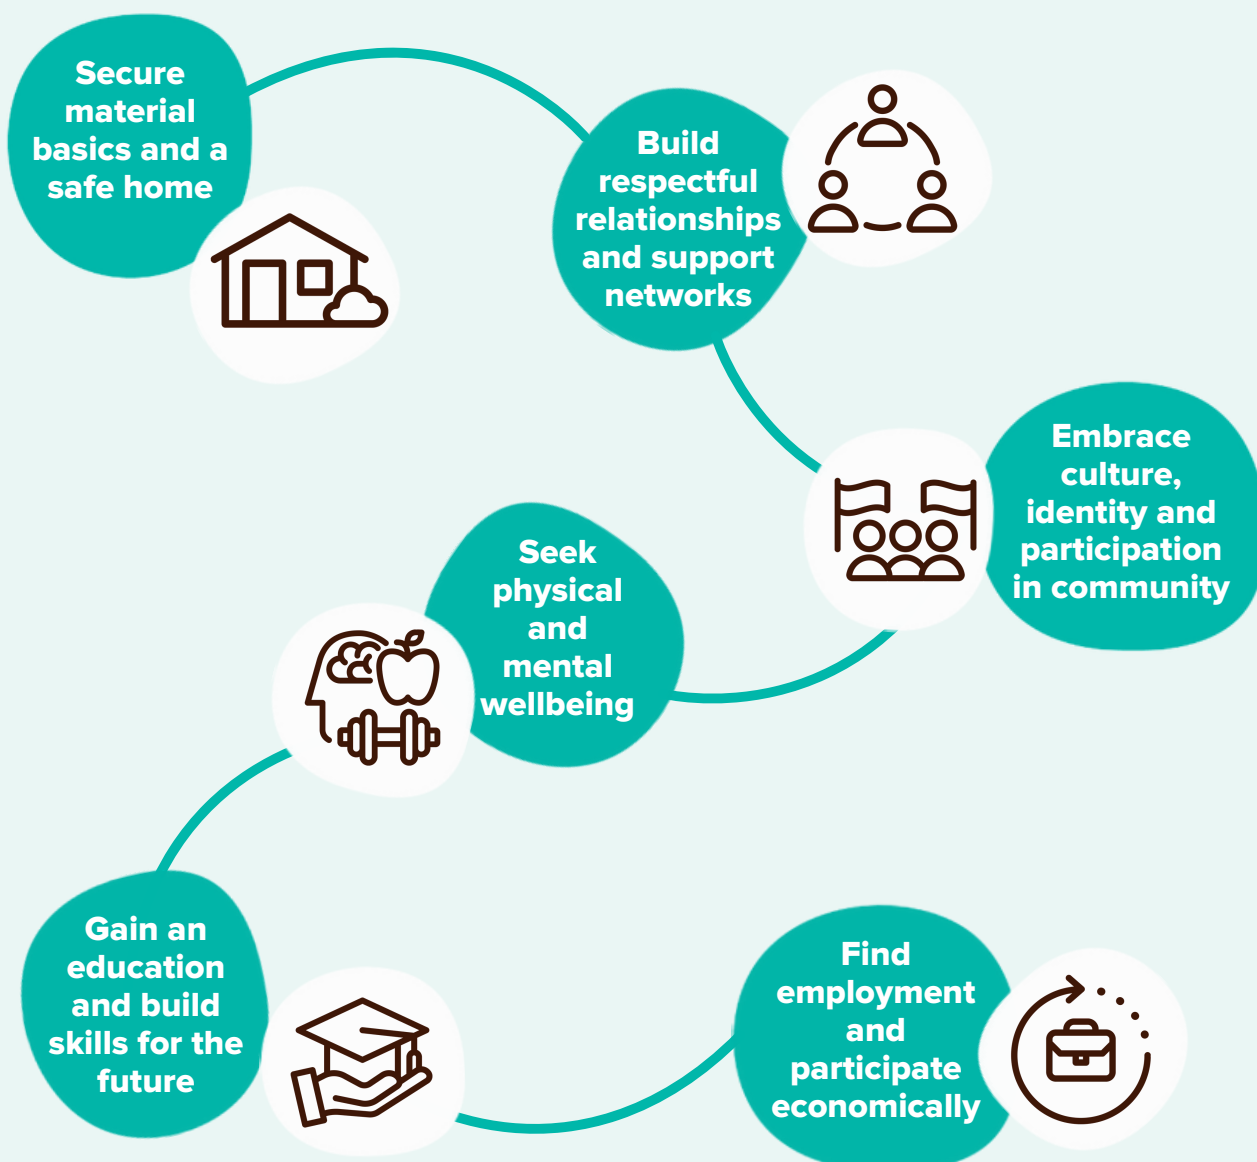 Secure
material
basics and a
safe home
Build
respectful
relationships
and support
networks
Embrace
culture,
identity and
participation
in community
Seek
physical
and
mental
wellbeing
Gain an
education
and build
skills for the
future
Find
employment
and
participate
economically